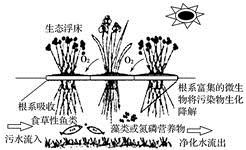 生态浮床
O₂
O₂
根系吸收
食草性鱼类
污水流入
藻类或氮磷营养物
根系富集的微生
物将污染物生化
降解
净化水流出